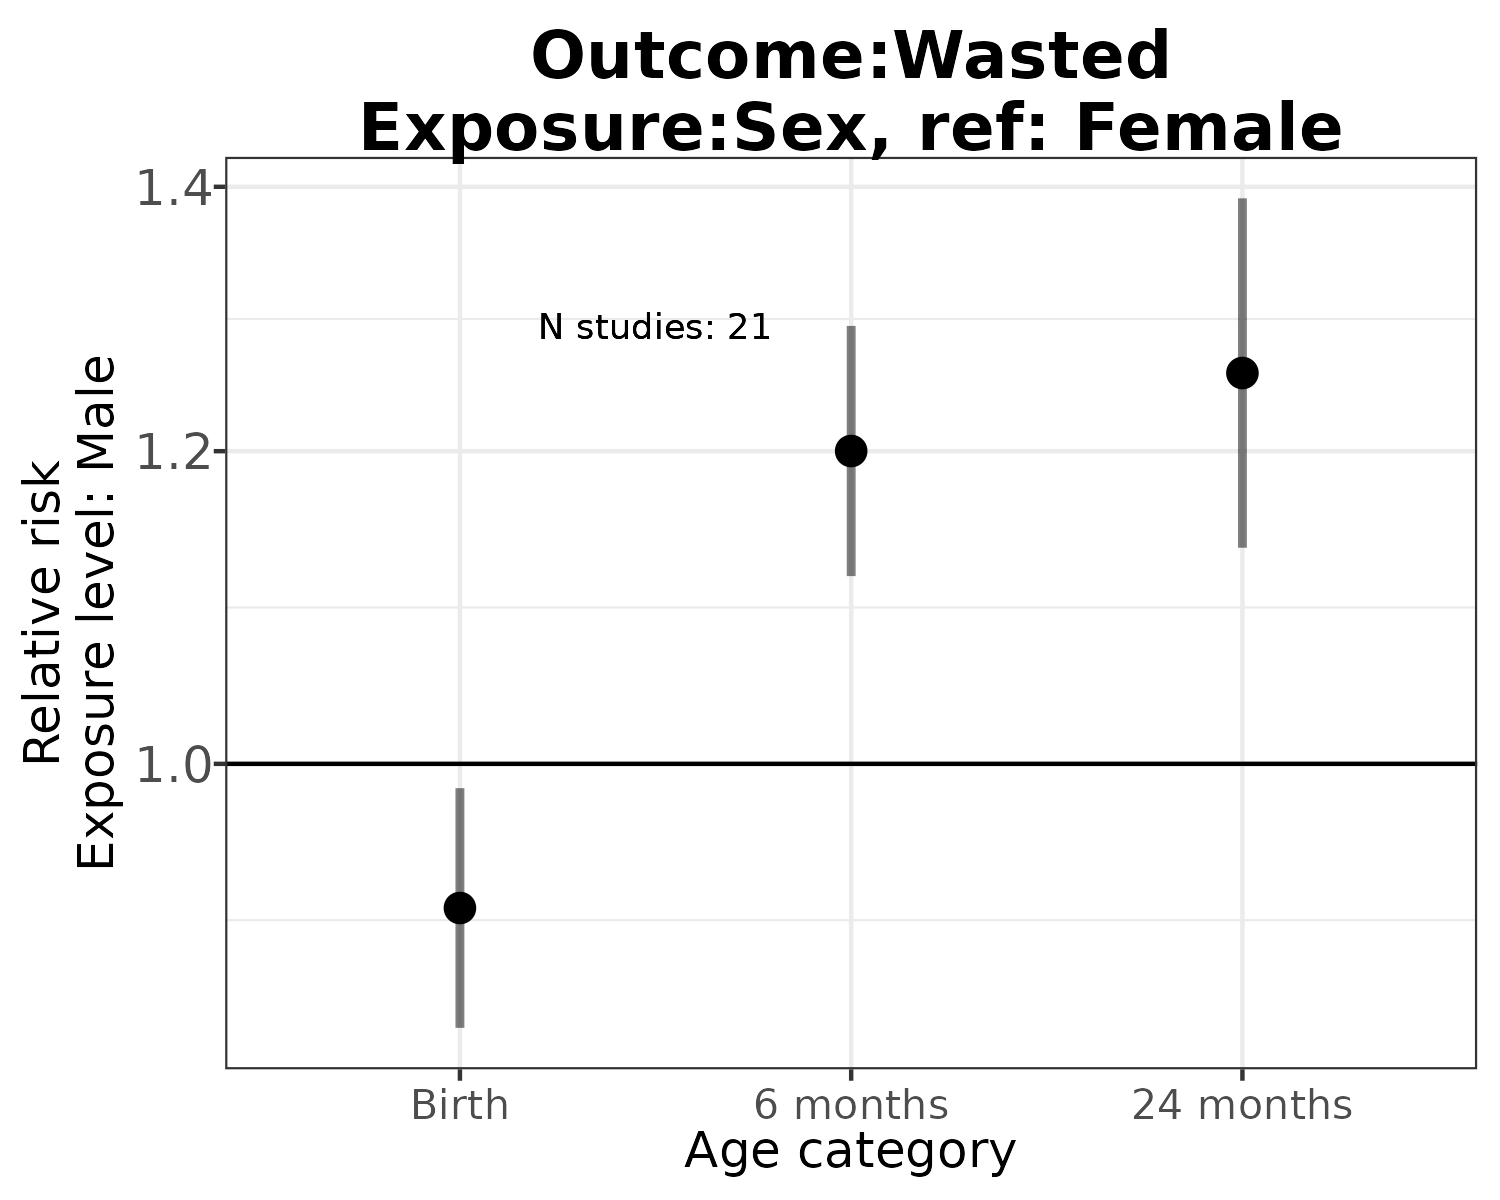 Outcome:Wasted
Exposure:Sex, ref: Female
Relative risk
Exposure level: Male
1.4
1.2
1.0
N studies: 21
Birth
6 months
24 months
Age category